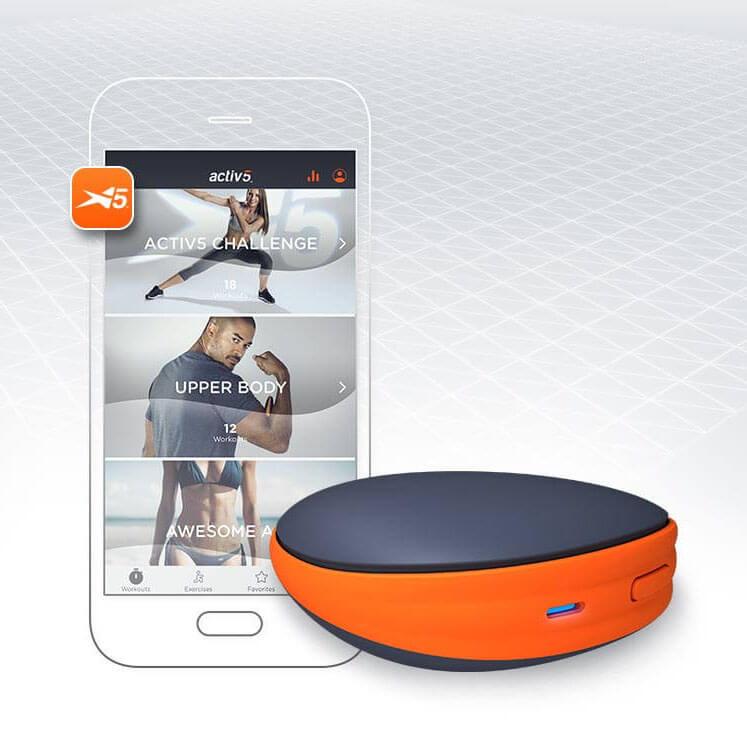 activ5
5
ACTIV5 CHALLENGE
18
Workouts
UPPER BODY
12
Workouts
AWESOME A
Workouts
Exercises
Favorites